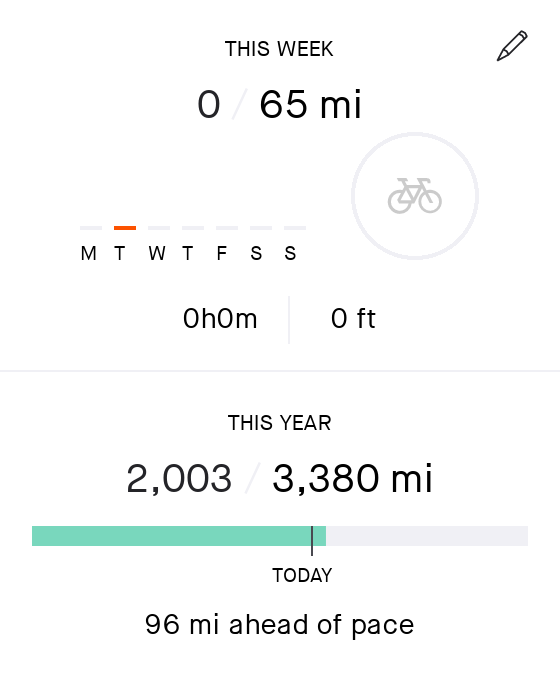 THIS WEEK
0 / 65 mi
M T W T F S S
0h0m 0 ft
THIS YEAR
2,003 / 3,380 mi
TODAY
96 mi ahead of pace